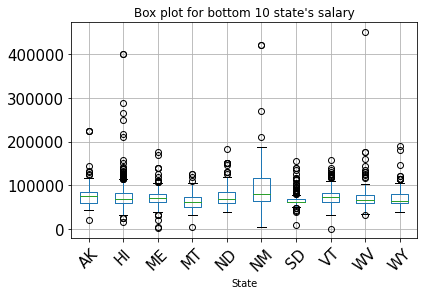 Box plot for bottom 10 state's salary
400000
300000
200000
100000
0
AK HI ME MT ND NM SD VT WV WY
State